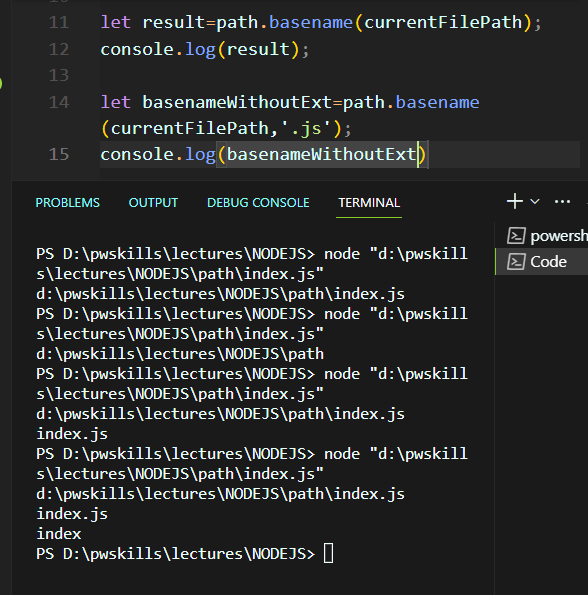 11 let result=path.basename(currentFilePath);
12 console.log(result);
13
14 let basenameWithoutExt=path.basename
(currentFilePath,'.js');
15 console.log(basenameWithoutExt)
PROBLEMS OUTPUT DEBUG CONSOLE TERMINAL
powersh
Code
PS D:\pwskills\lectures\NODEJS> node "d:\pwskill
s\lectures\NODEJS\path\index.js"
d:\pwskills\lectures\NODEJS\path\index.js
PS D:\pwskills\lectures\NODEJS> node "d:\pwskill
s\lectures\NODEJS\path\index.js"
d:\pwskills\lectures\NODEJS\path
PS D:\pwskills\lectures\NODEJS> node "d:\pwskill
s\lectures\NODEJS\path\index.js"
d:\pwskills\lectures\NODEJS\path\index.js
index.js
PS D:\pwskills\lectures\NODEJS> node "d:\pwskill
s\lectures\NODEJS\path\index.js"
d:\pwskills\lectures\NODEJS\path\index.js
index.js
index
PS D:\pwskills\lectures\NODEJS>